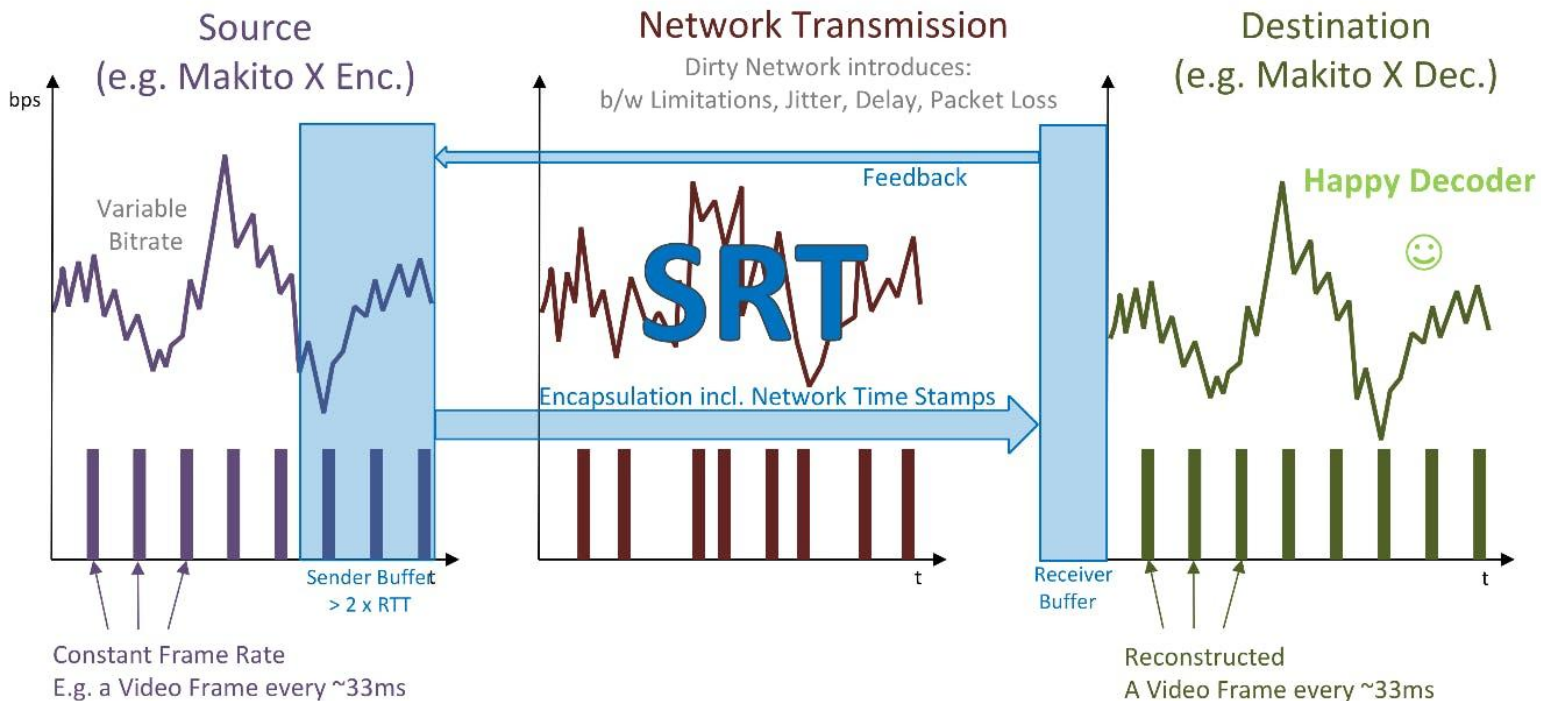 Source
(e.g. Makito X Enc.)
Network Transmission
Dirty Network introduces:
b/w Limitations, Jitter, Delay, Packet Loss
Destination
(e.g. Makito X Dec.)
bps
Variable
Bitrate
Feedback
Happy Decoder
SRT
Encapsulation incl. Network Time Stamps
Sender Buffer
> 2 x RTT
t
t
Receiver
Buffer
t
Constant Frame Rate
E.g. a Video Frame every ~33ms
Reconstructed
A Video Frame every ~33ms